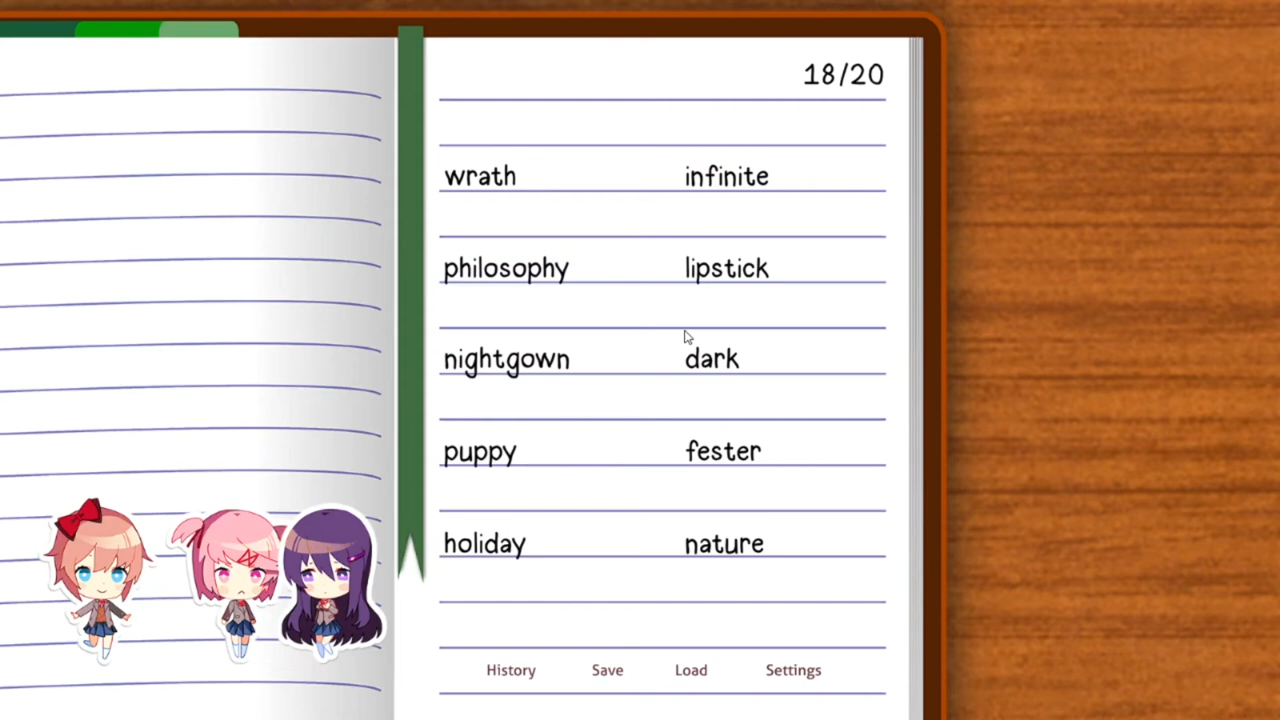 18/20
wrath infinite
philosophy lipstick
nightgown dark
puppy fester
holiday nature
History Save Load Settings